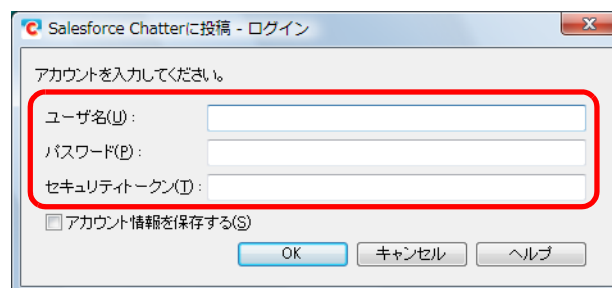 Salesforce Chatterに投稿 - ログイン
アカウントを入力してください。
ユーザ名(U):
パスワード(P):
セキュリティトークン(T):
アカウント情報を保存する(S)
OK キャンセル ヘルプ